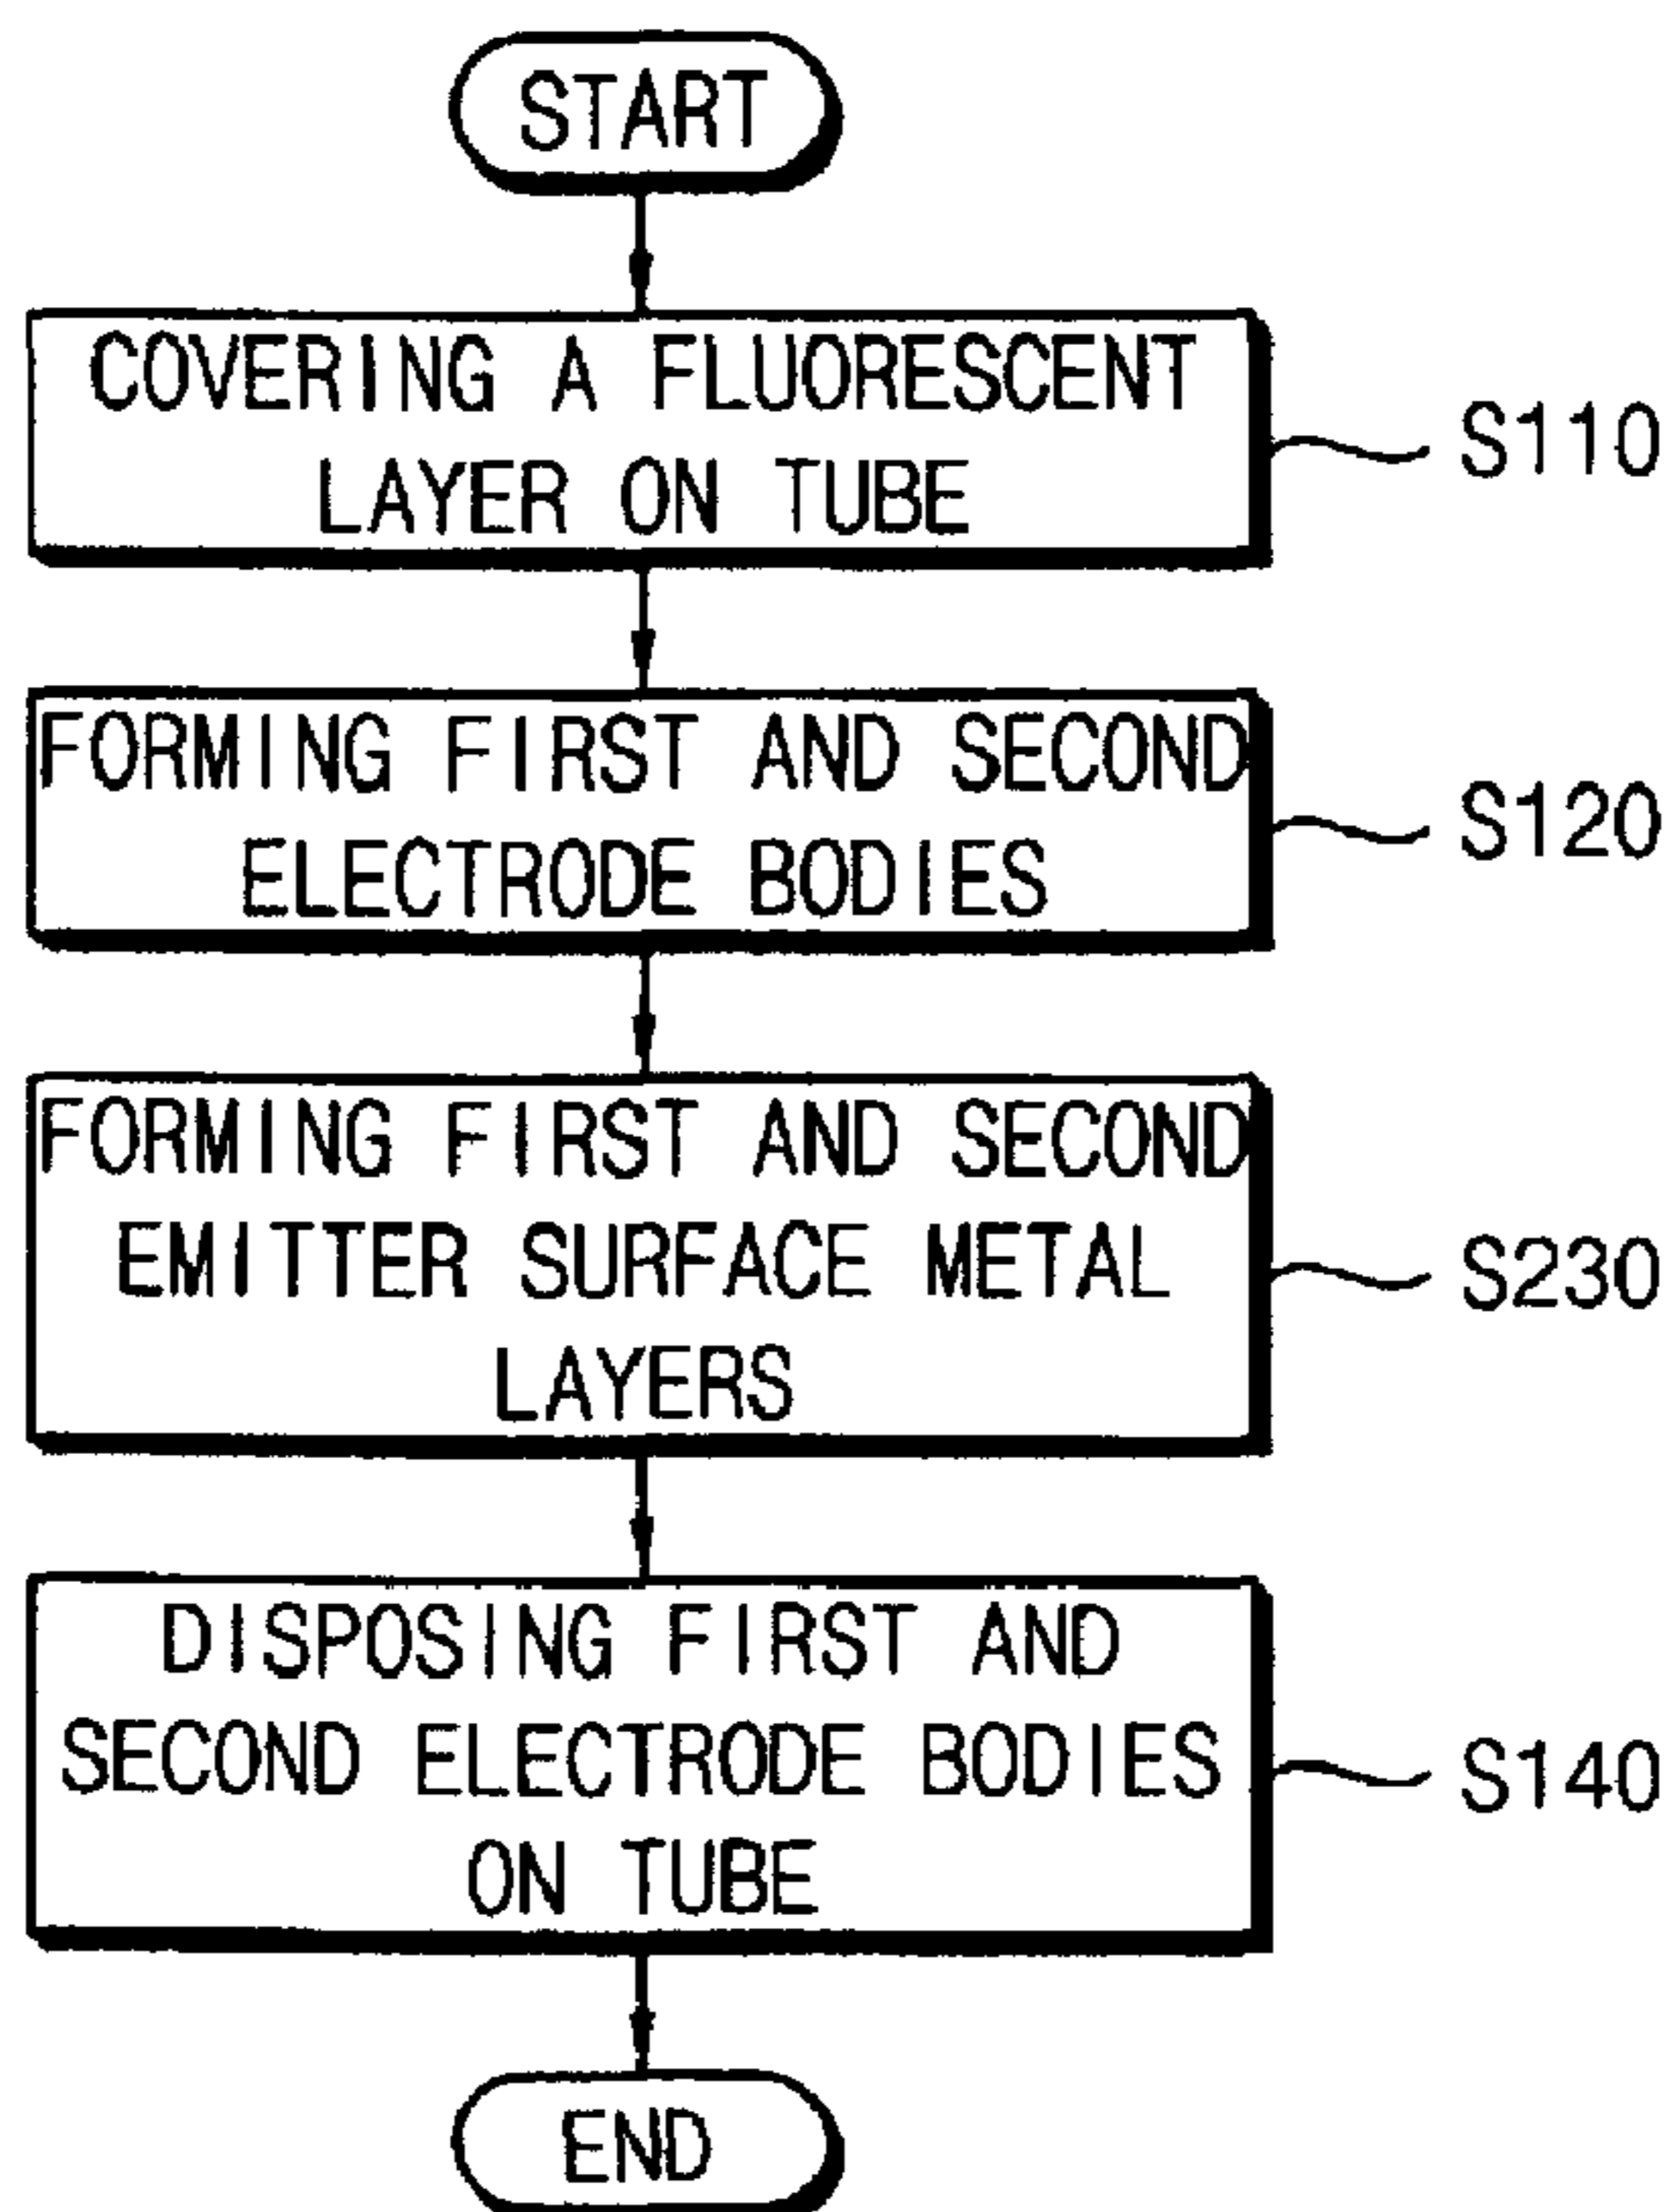 START
COVERING A FLUORESCENT
LAYER ON TUBE
S110
FORMING FIRST AND SECOND
ELECTRODE BODIES
S120
FORMING FIRST AND SECOND
EMITTER SURFACE METAL
LAYERS
S230
DISPOSING FIRST AND
SECOND ELECTRODE BODIES
ON TUBE
S140
END